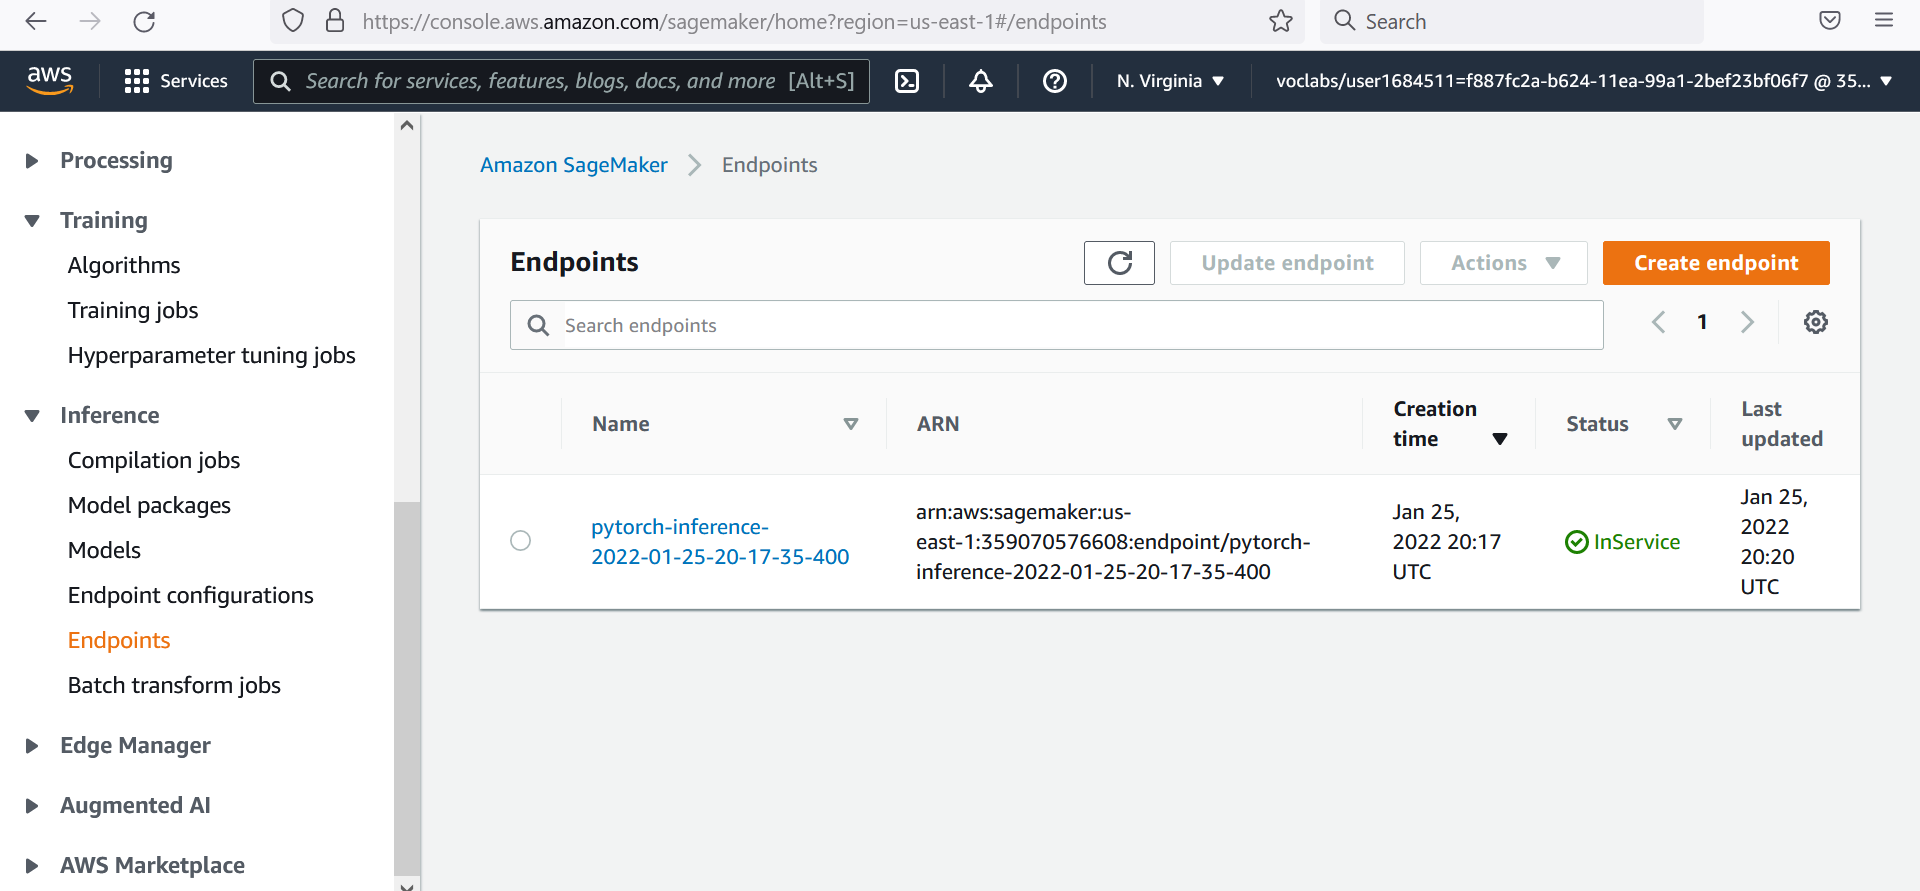 https://console.aws.amazon.com/sagemaker/home?region=us-east-1#/endpoints
Search
aws
Services
Search for services, features, blogs, docs, and more [Alt+S]
N. Virginia
voclabs/user1684511=f887fc2a-b624-11ea-99a1-2bef23bf06f7 @ 35...
Processing
Training
Algorithms
Training jobs
Hyperparameter tuning jobs
Inference
Compilation jobs
Model packages
Models
Endpoint configurations
Endpoints
Batch transform jobs
Edge Manager
Augmented AI
AWS Marketplace
Amazon SageMaker
Endpoints
Endpoints
Update endpoint
Actions
Create endpoint
Search endpoints
1
Name
ARN
Creation
time
Status
Last
updated
pytorch-inference-
2022-01-25-20-17-35-400
arn:aws:sagemaker:us-
east-1:359070576608:endpoint/pytorch-
inference-2022-01-25-20-17-35-400
Jan 25,
2022 20:17
UTC
InService
Jan 25,
2022
20:20
UTC